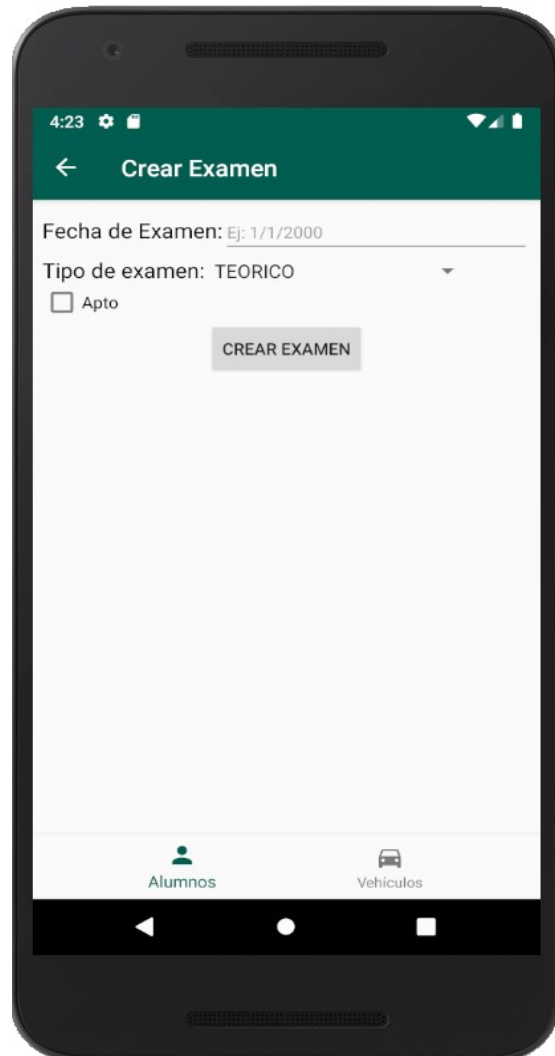 4:23
Crear Examen
Fecha de Examen: Ej: 1/1/2000
Tipo de examen: TEORICO
Apto
CREAR EXAMEN
Alumnos Vehículos